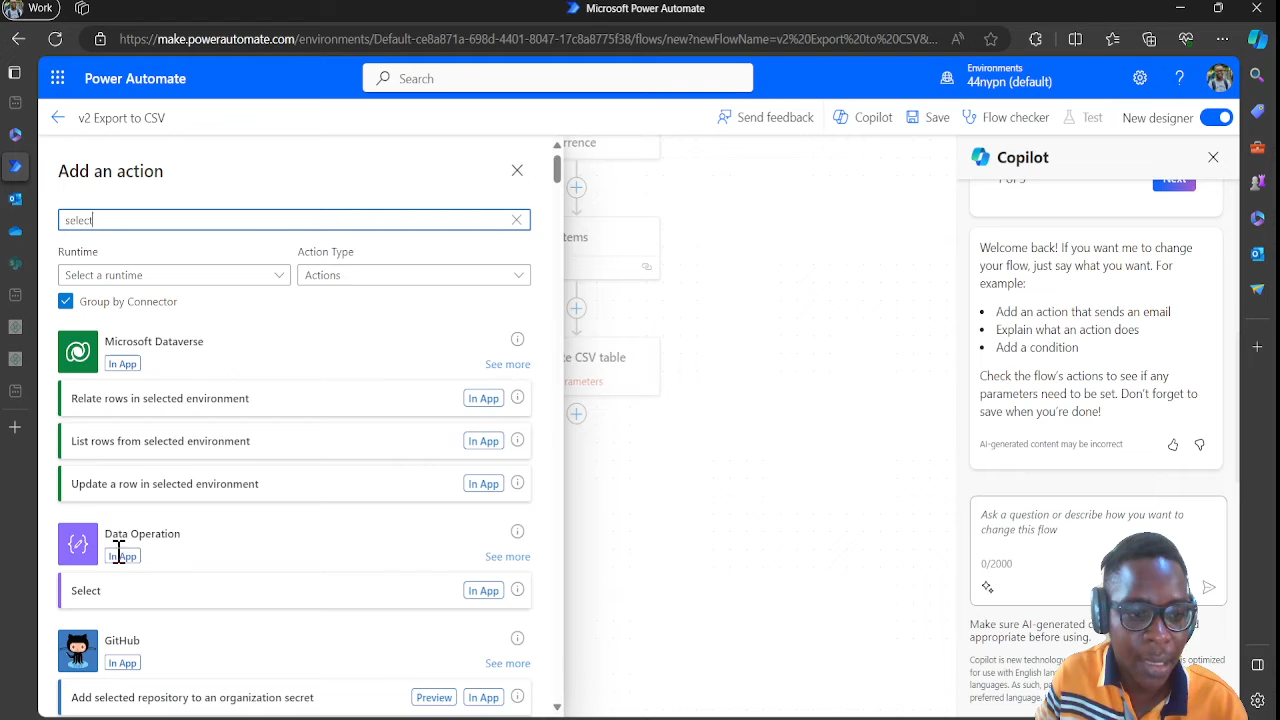 Work
Microsoft Power Automate
https://make.powerautomate.com/environments/Default-ce8a871a-698d-4401-8047-17c8a8775f38/flows/new?newFlowName=v2%20Export%20to%20CSV&...
Power Automate
Search
Environments
44nypn (default)
v2 Export to CSV
Send feedback
Copilot
Save
Flow checker
Test
New designer
Add an action
select
Runtime
Action Type
Select a runtime
Actions
Group by Connector
Microsoft Dataverse
In App
See more
Relate rows in selected environment
In App
List rows from selected environment
In App
Update a row in selected environment
In App
Data Operation
In App
See more
Select
In App
GitHub
In App
See more
Add selected repository to an organization secret
Preview
In App
rrence
tems
te CSV table
rameters
Copilot
Next
Welcome back! If you want me to change
your flow, just say what you want. For
example:
• Add an action that sends an email
• Explain what an action does
• Add a condition
Check the flow's actions to see if any
parameters need to be set. Don't forget to
save when you're done!
AI-generated content may be incorrect
Ask a question or describe how you want to
change this flow
0/2000
Make sure AI-generated c
appropriate before using.
Copilot is new technology
for use with English lang
languages. As such, pa
preferred language.
optimized